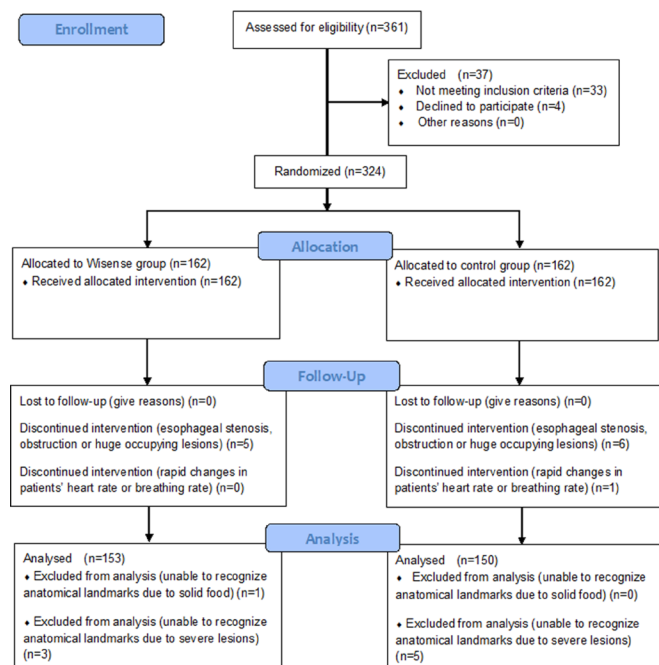 Enrollment
Assessed for eligibility (n=361)
Excluded (n=37)
♦ Not meeting inclusion criteria (n=33)
♦ Declined to participate (n=4)
♦ Other reasons (n=0)
Randomized (n=324)
Allocation
Allocated to Wisense group (n=162)
♦ Received allocated intervention (n=162)
Allocated to control group (n=162)
♦ Received allocated intervention (n=162)
Follow-Up
Lost to follow-up (give reasons) (n=0)
Discontinued intervention (esophageal stenosis,
obstruction or huge occupying lesions) (n=5)
Discontinued intervention (rapid changes in
patients' heart rate or breathing rate) (n=0)
Lost to follow-up (give reasons) (n=0)
Discontinued intervention (esophageal stenosis,
obstruction or huge occupying lesions) (n=6)
Discontinued intervention (rapid changes in
patients' heart rate or breathing rate) (n=1)
Analysis
Analysed (n=153)
♦ Excluded from analysis (unable to recognize
anatomical landmarks due to solid food) (n=1)
♦ Excluded from analysis (unable to recognize
anatomical landmarks due to severe lesions)
(n=3)
Analysed (n=150)
♦ Excluded from analysis (unable to recognize
anatomical landmarks due to solid food) (n=0)
♦ Excluded from analysis (unable to recognize
anatomical landmarks due to severe lesions)
(n=5)